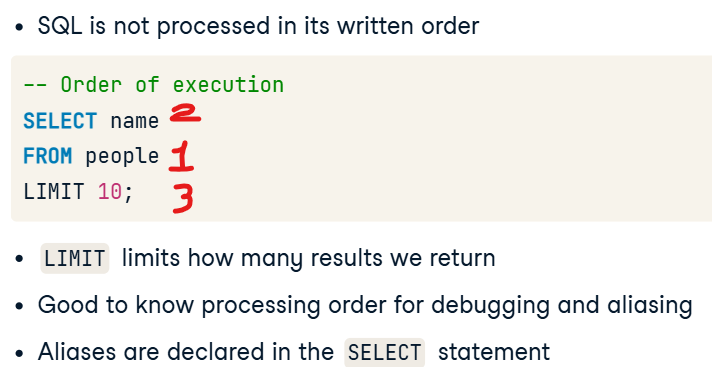 • SQL is not processed in its written order
-- Order of execution
SELECT name 2
FROM people 1
LIMIT 10; 3
• LIMIT limits how many results we return
• Good to know processing order for debugging and aliasing
• Aliases are declared in the SELECT statement